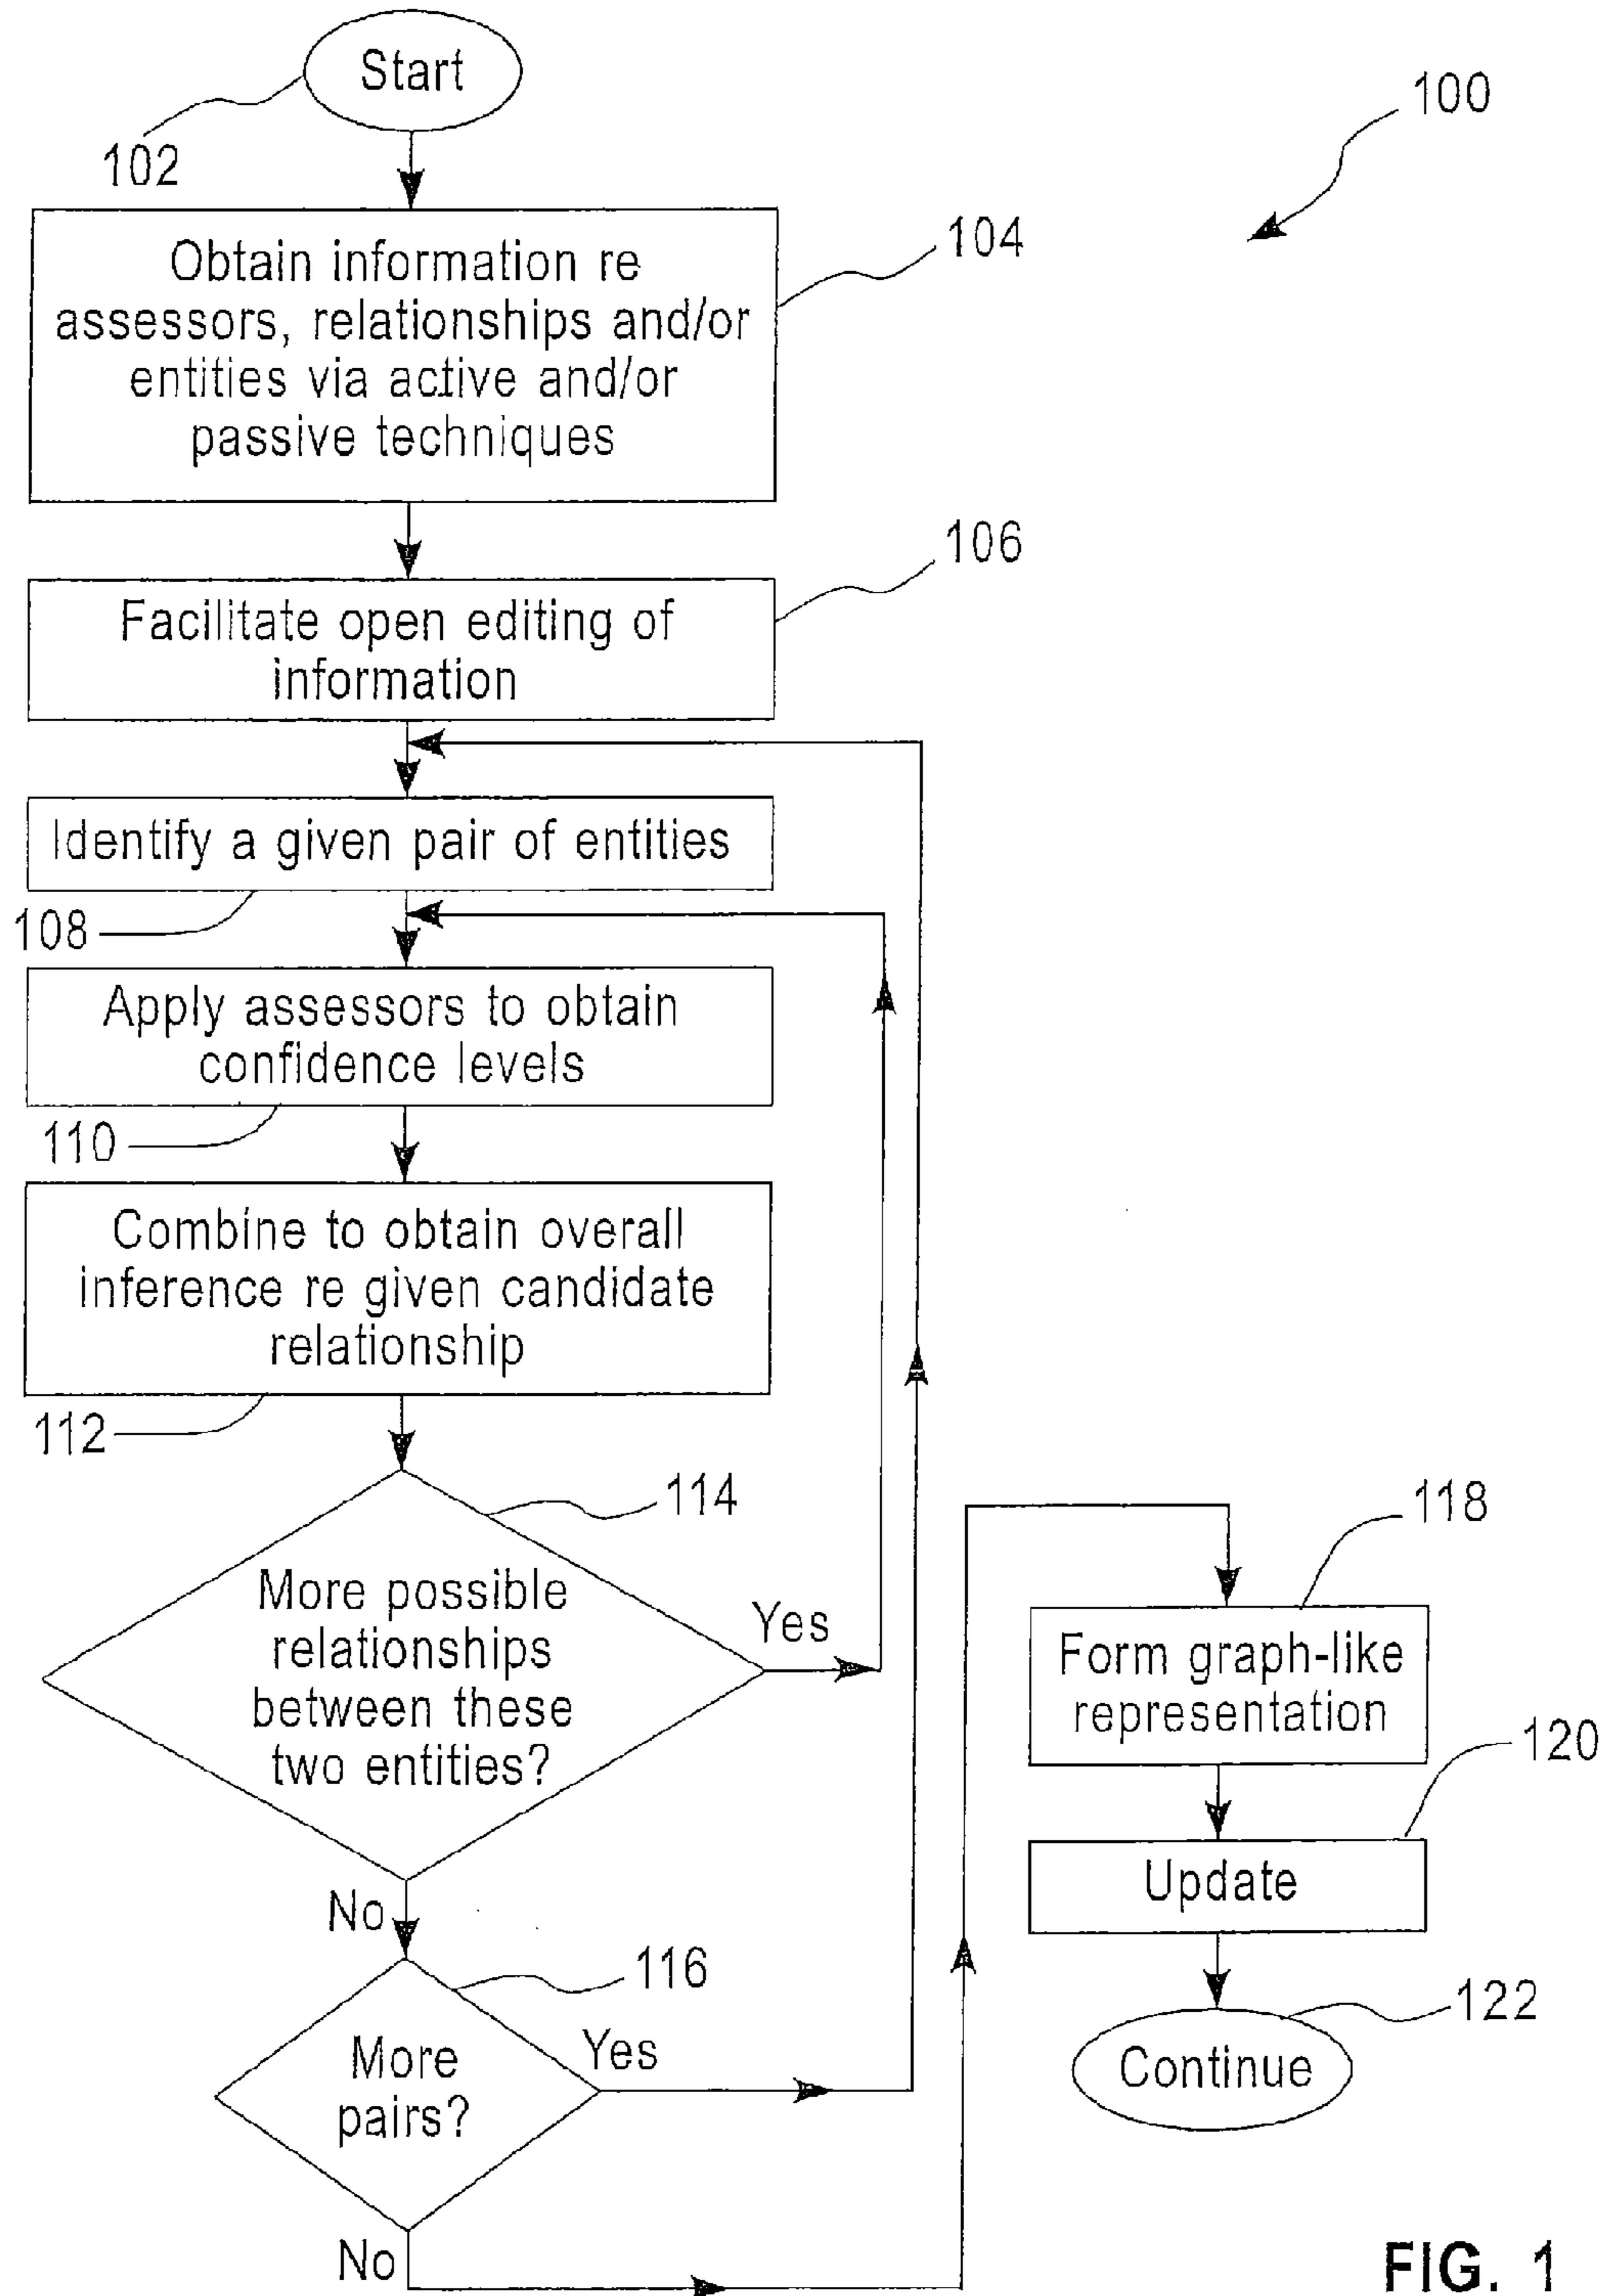 Start
102
100
Obtain information re
assessors, relationships and/or
entities via active and/or
passive techniques
104
Facilitate open editing of
information
106
Identify a given pair of entities
108
Apply assessors to obtain
confidence levels
110
Combine to obtain overall
inference re given candidate
relationship
112
More possible
relationships
between these
two entities?
114
Yes
No
More
pairs?
116
Yes
No
Form graph-like
representation
118
Update
120
Continue
122
FIG. 1